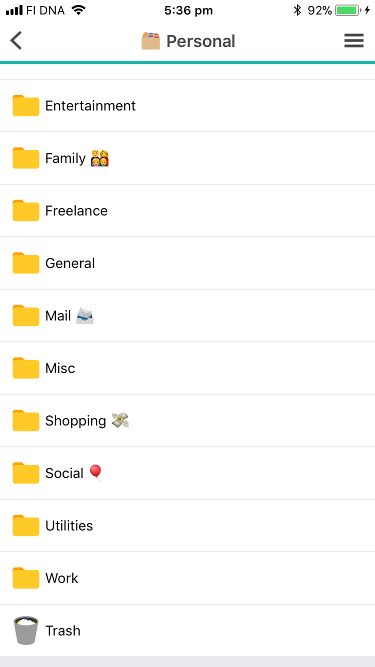 FI DNA 5:36 pm 92%
Personal
Entertainment
Family
Freelance
General
Mail
Misc
Shopping
Social
Utilities
Work
Trash